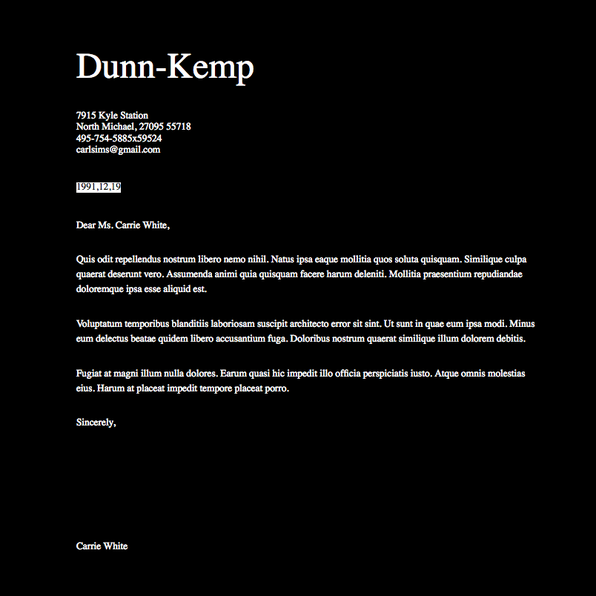 Dunn-Kemp
7915 Kyle Station
North Michael, 27095 55718
495-754-5885x59524
carlsims@gmail.com
1991,12,19
Dear Ms. Carrie White,
Quis odit repellendus nostrum libero nemo nihil. Natus ipsa eaque mollitia quos soluta quisquam. Similique culpa
quaerat deserunt vero. Assumenda animi quia quisquam facere harum deleniti. Mollitia praesentium repudiandae
doloremque ipsa esse aliquid est.
Voluptatum temporibus blanditiis laboriosam suscipit architecto error sit sint. Ut sunt in quae eum ipsa modi. Minus
eum delectus beatae quidem libero accusantium fuga. Doloribus nostrum quaerat similique illum dolorem debitis.
Fugiat at magni illum nulla dolores. Earum quasi hic impedit illo officia perspiciatis iusto. Atque omnis molestias
eius. Harum at placeat impedit tempore placeat porro.
Sincerely,
Carrie White